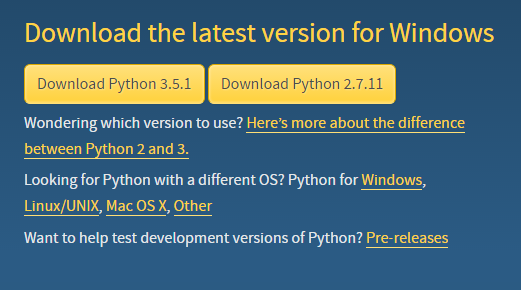 Download the latest version for Windows
Download Python 3.5.1 Download Python 2.7.11
Wondering which version to use? Here's more about the difference
between Python 2 and 3.
Looking for Python with a different OS? Python for Windows,
Linux/UNIX, Mac OS X, Other
Want to help test development versions of Python? Pre-releases